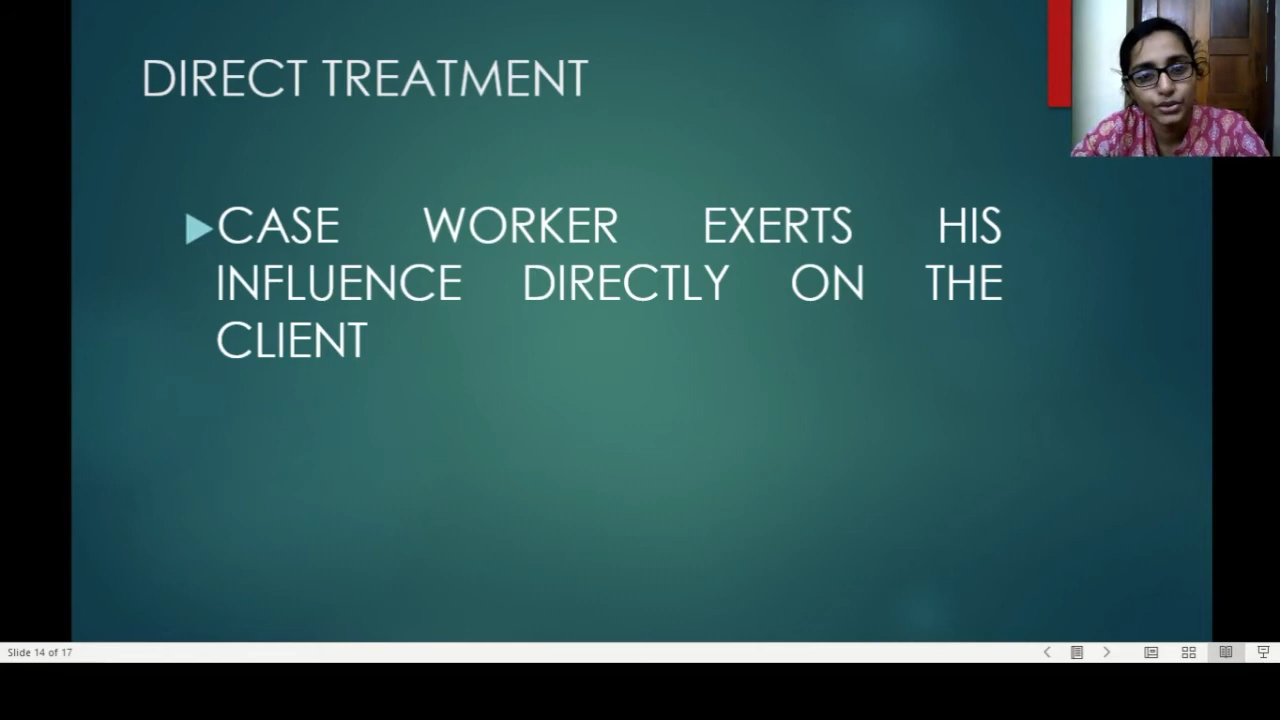 DIRECT TREATMENT
CASE WORKER EXERTS HIS
INFLUENCE DIRECTLY ON THE
CLIENT
Slide 14 of 17